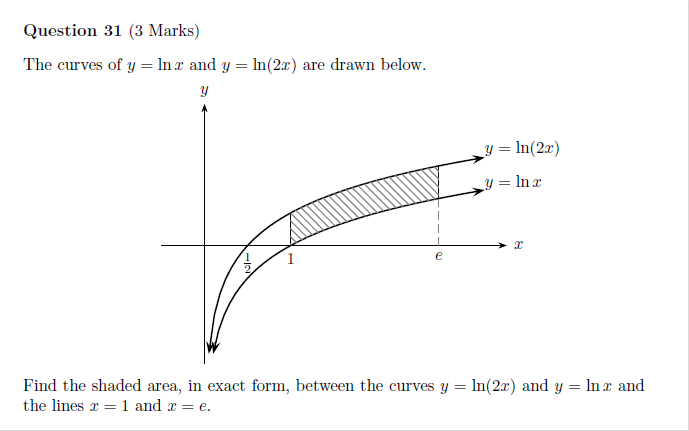 Question 31 (3 Marks)
The curves of y = ln x and y = ln(2x) are drawn below.
y
y = ln(2x)
y = ln x
x
1/2
1
e
Find the shaded area, in exact form, between the curves y = ln(2x) and y = ln x and
the lines x = 1 and x = e.